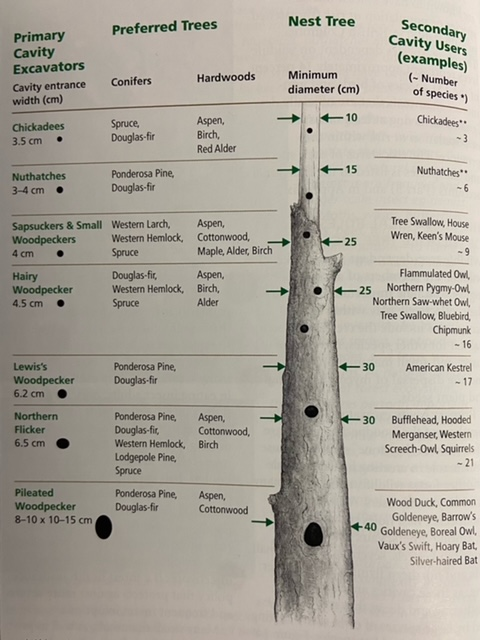 Primary
Cavity
Excavators
Cavity entrance
width (cm)
Preferred Trees
Conifers
Hardwoods
Nest Tree
Minimum
diameter (cm)
Secondary
Cavity Users
(examples)
(~ Number
of species *)
Chickadees
3.5 cm
Spruce,
Douglas-fir
Aspen,
Birch,
Red Alder
10
Chickadees**
~ 3
Nuthatches
3–4 cm
Ponderosa Pine,
Douglas-fir
15
Nuthatches**
~ 6
Sapsuckers & Small
Woodpeckers
4 cm
Western Larch,
Western Hemlock,
Spruce
Aspen,
Cottonwood,
Maple, Alder, Birch
25
Tree Swallow, House
Wren, Keen's Mouse
~ 9
Hairy
Woodpecker
4.5 cm
Douglas-fir,
Western Hemlock,
Spruce
Aspen,
Birch,
Alder
25
Flammulated Owl,
Northern Pygmy-Owl,
Northern Saw-whet Owl,
Tree Swallow, Bluebird,
Chipmunk
~ 16
Lewis's
Woodpecker
6.2 cm
Ponderosa Pine,
Douglas-fir
30
American Kestrel
~ 17
Northern
Flicker
6.5 cm
Ponderosa Pine,
Douglas-fir,
Western Hemlock,
Lodgepole Pine,
Spruce
Aspen,
Cottonwood,
Birch
30
Bufflehead, Hooded
Merganser, Western
Screech-Owl, Squirrels
~ 21
Pileated
Woodpecker
8–10 x 10–15 cm
Ponderosa Pine,
Douglas-fir
Aspen,
Cottonwood
40
Wood Duck, Common
Goldeneye, Barrow's
Goldeneye, Boreal Owl,
Vaux's Swift, Hoary Bat,
Silver-haired Bat